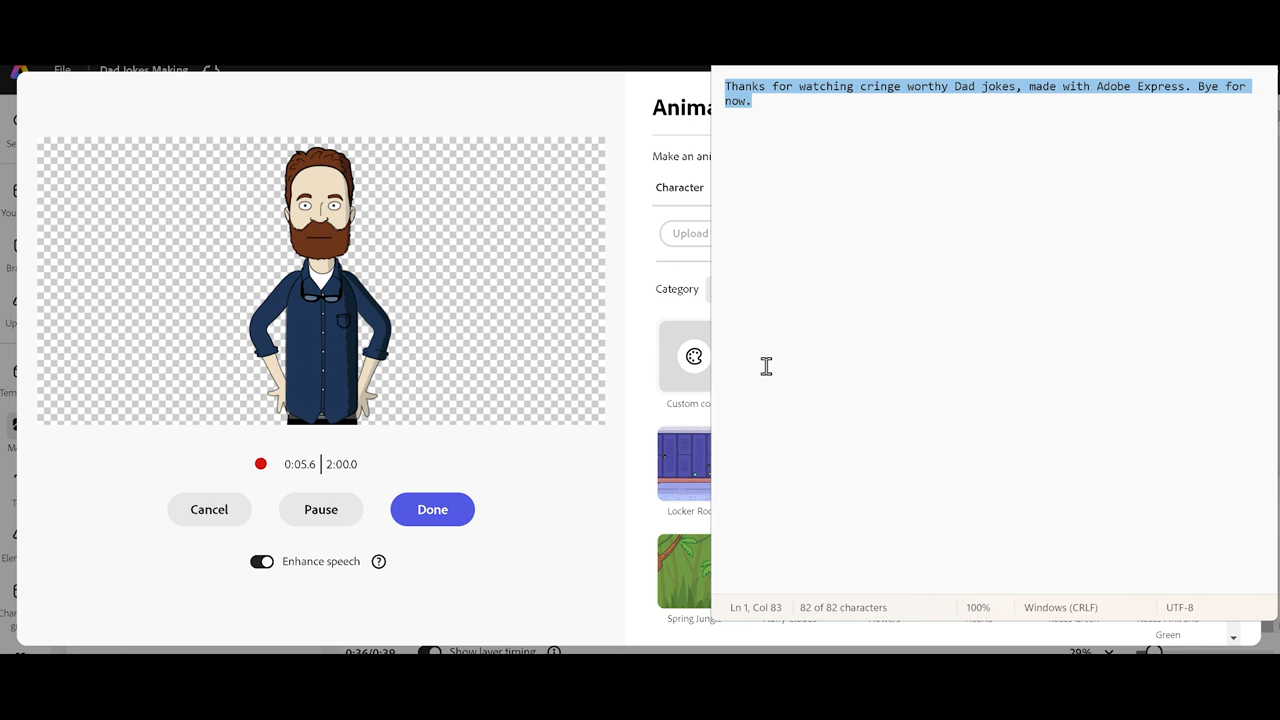 File
Dad Jokes Making
Thanks for watching cringe worthy Dad jokes, made with Adobe Express. Bye for
now.
Make an ani
Character
Upload
Category
Custom co
Locker Roo
Spring Jungle
Green
0:05.6 | 2:00.0
Cancel
Pause
Done
Enhance speech
?
Ln 1, Col 83
82 of 82 characters
100%
Windows (CRLF)
UTF-8
0:36/0:39
Show layer timing
29%